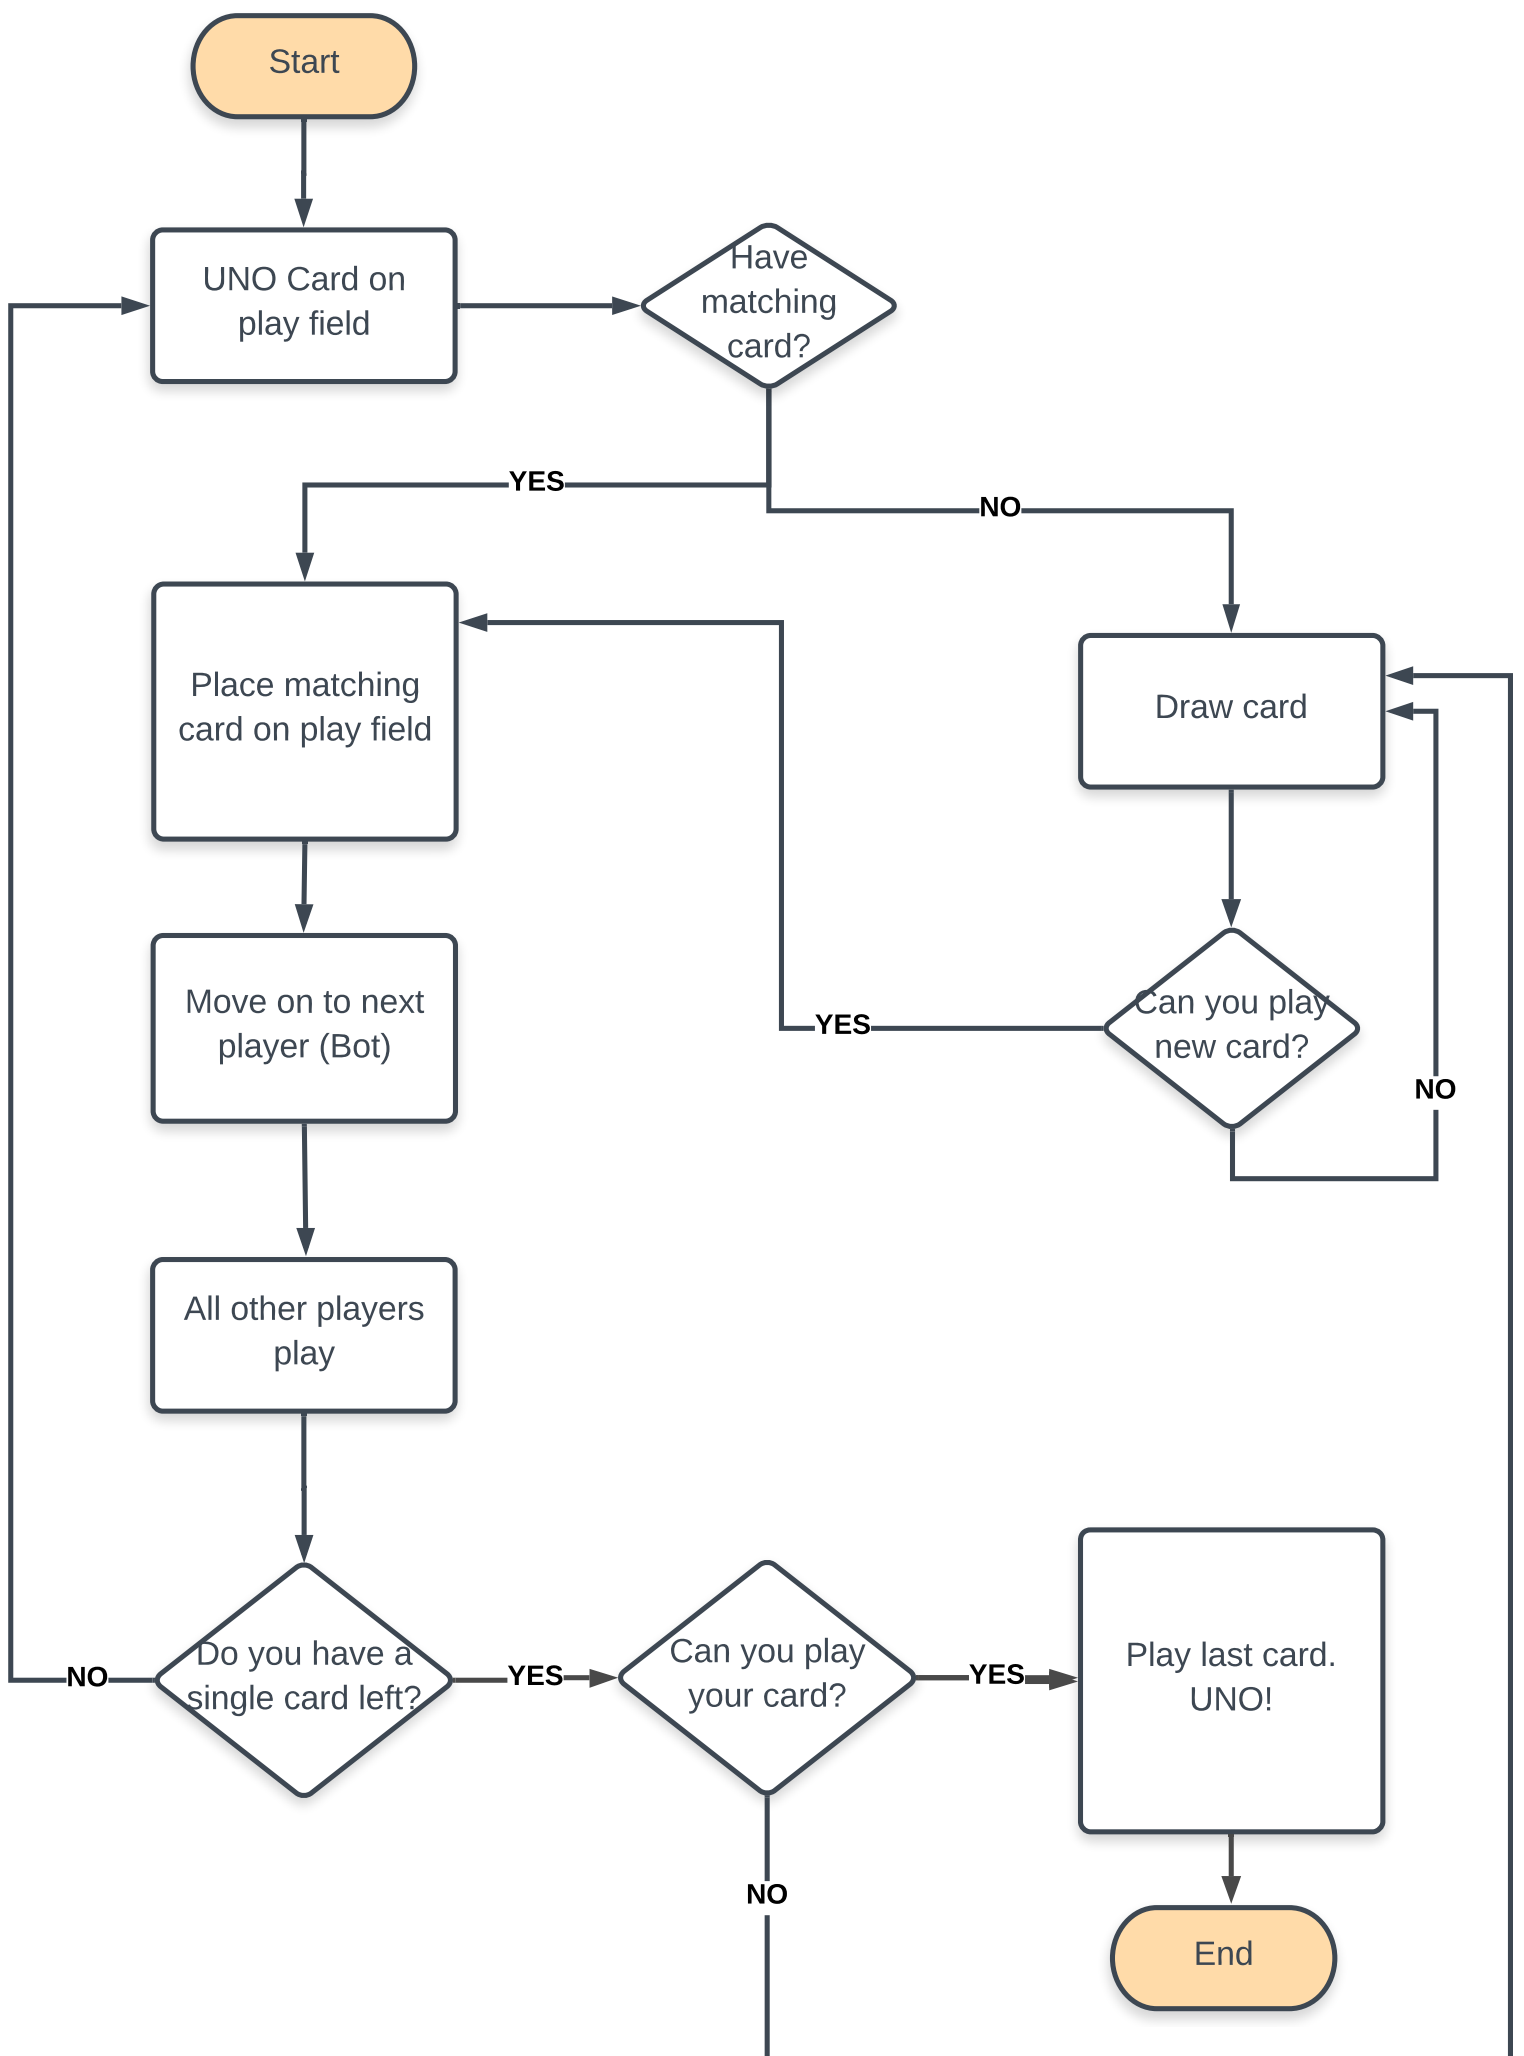 Start
UNO Card on
play field
Have
matching
card?
YES
NO
Place matching
card on play field
Draw card
Move on to next
player (Bot)
Can you play
new card?
YES
NO
All other players
play
Do you have a
single card left?
NO
YES
Can you play
your card?
YES
NO
Play last card.
UNO!
End